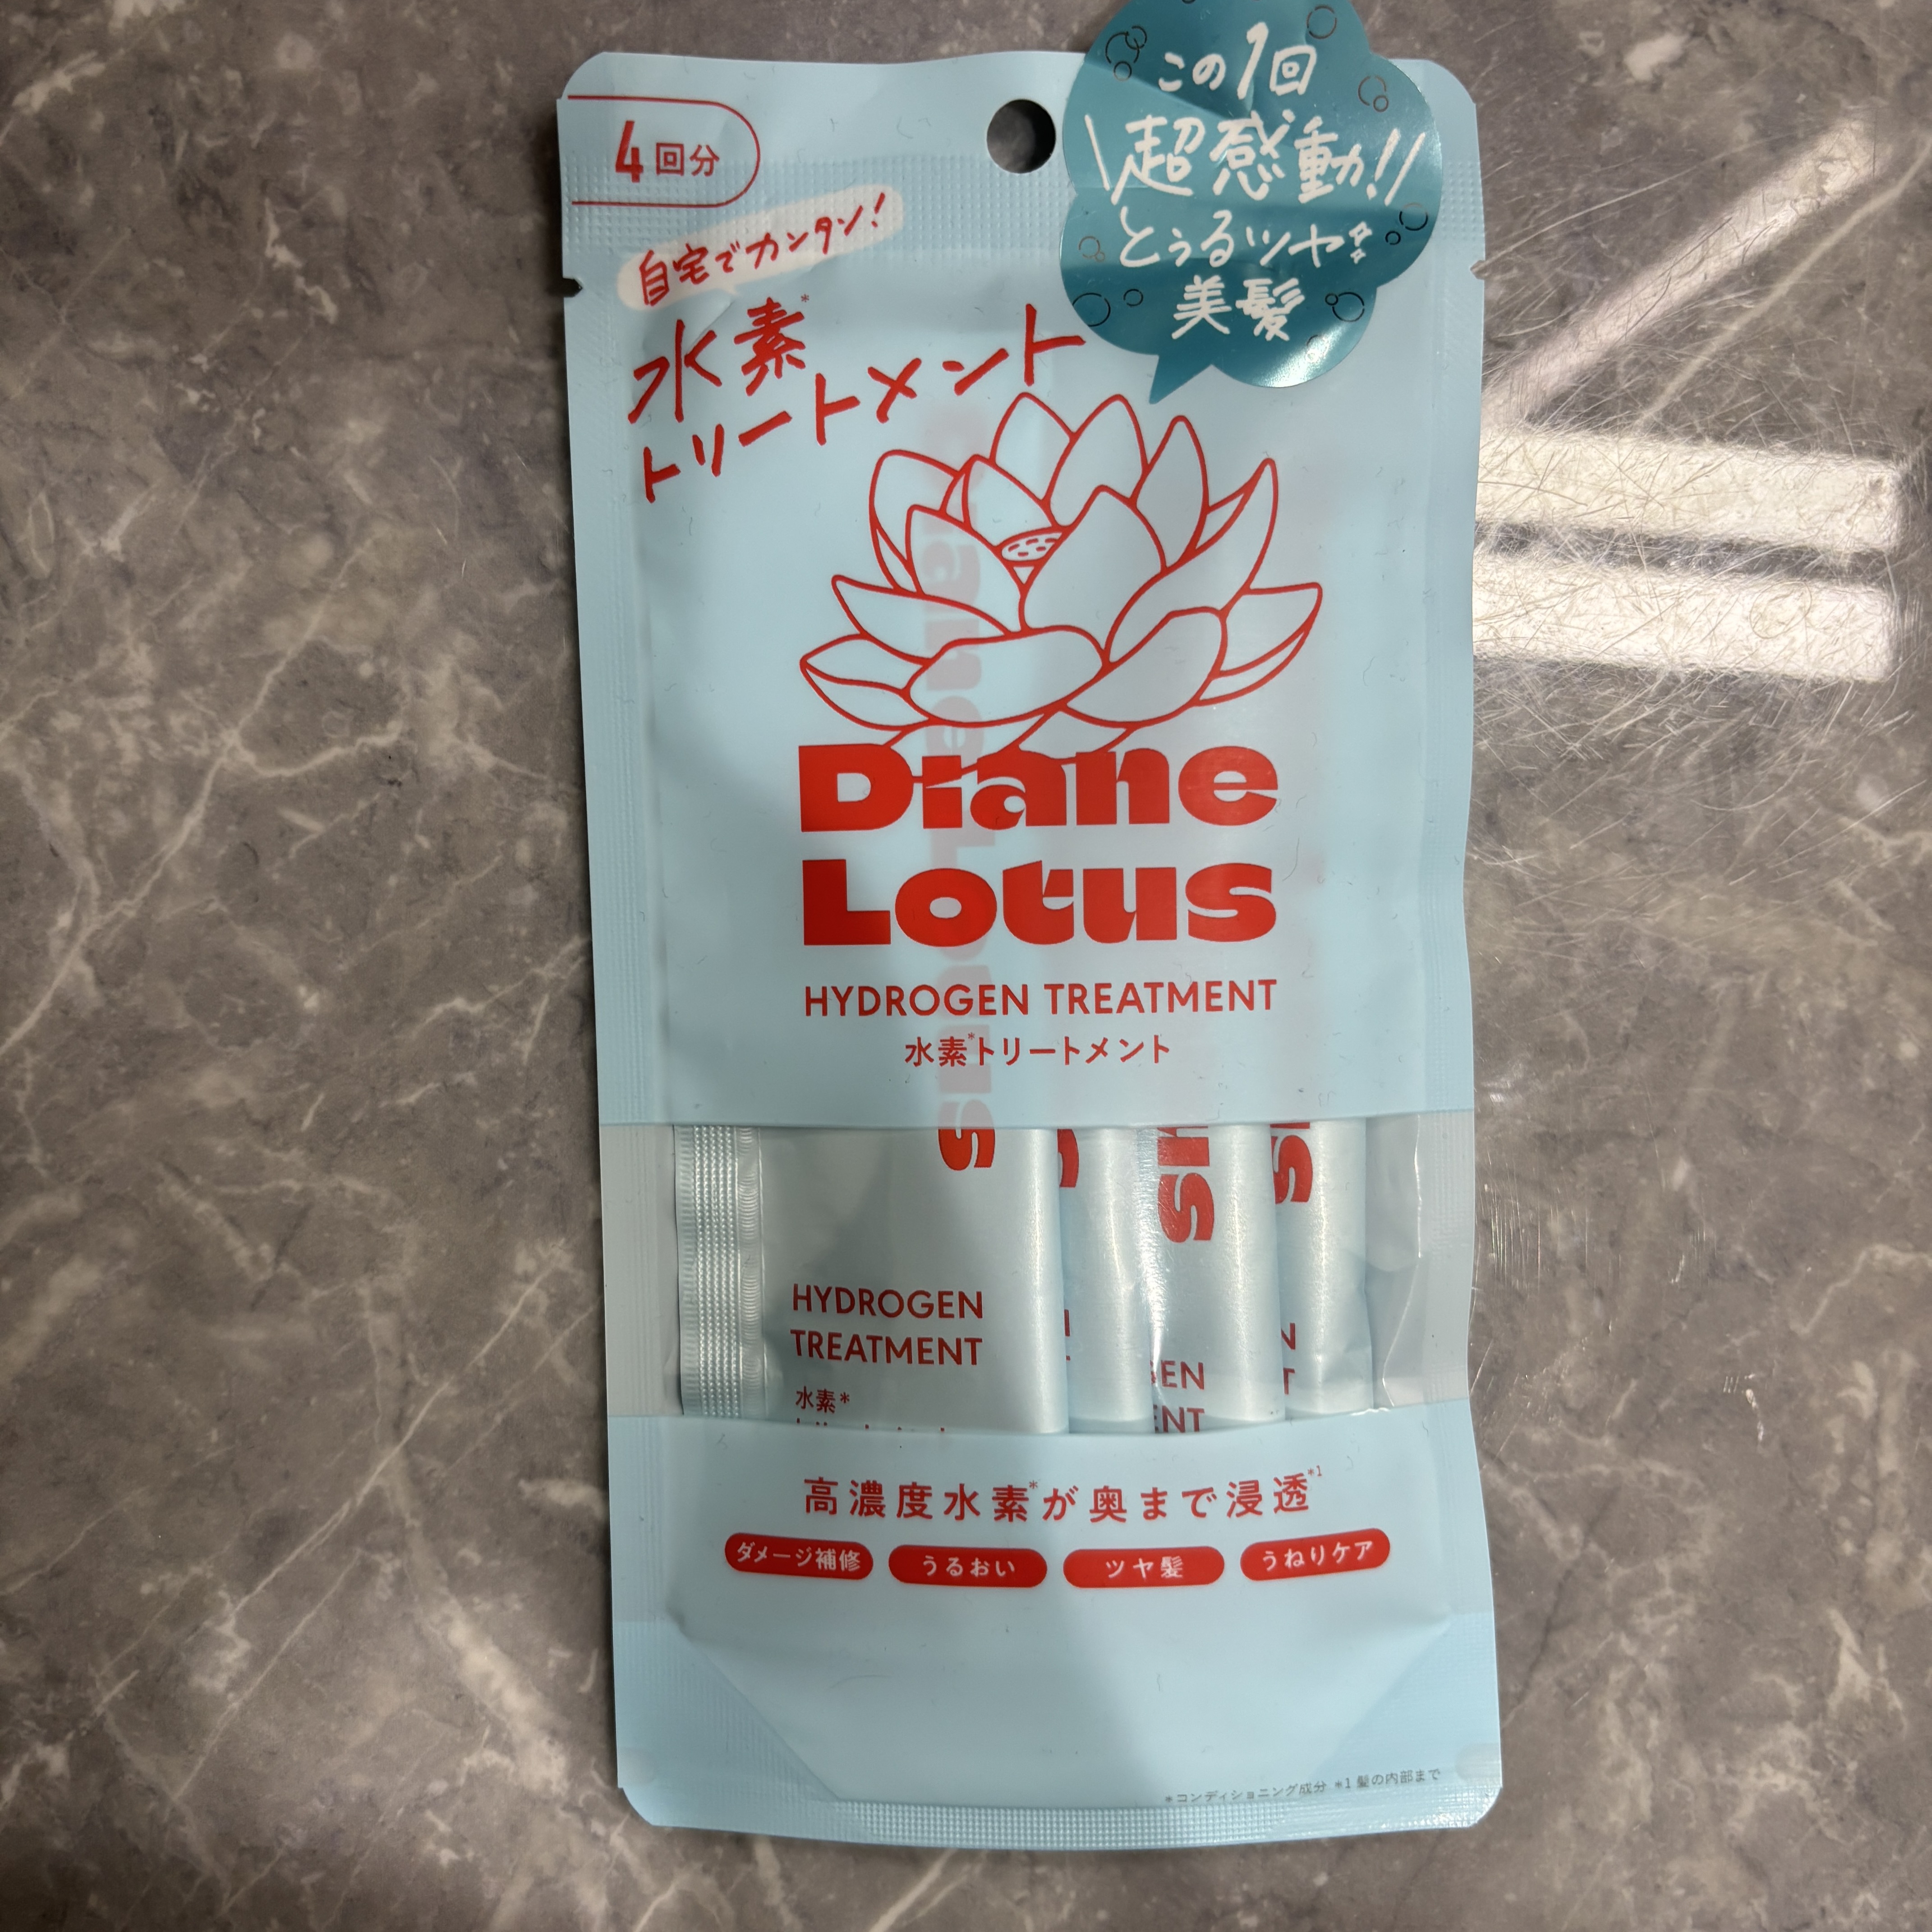 4回分
この1回
\超感動!!/
とぅるツヤ
美髪
自宅でカンタン!
水素*
トリートメント
Diane
Lotus
HYDROGEN TREATMENT
水素*トリートメント
HYDROGEN
TREATMENT
水素*
高濃度水素*が奥まで浸透*1
ダメージ補修 うるおい ツヤ髪 うねりケア
*コンディショニング成分 *1 髪の内部まで